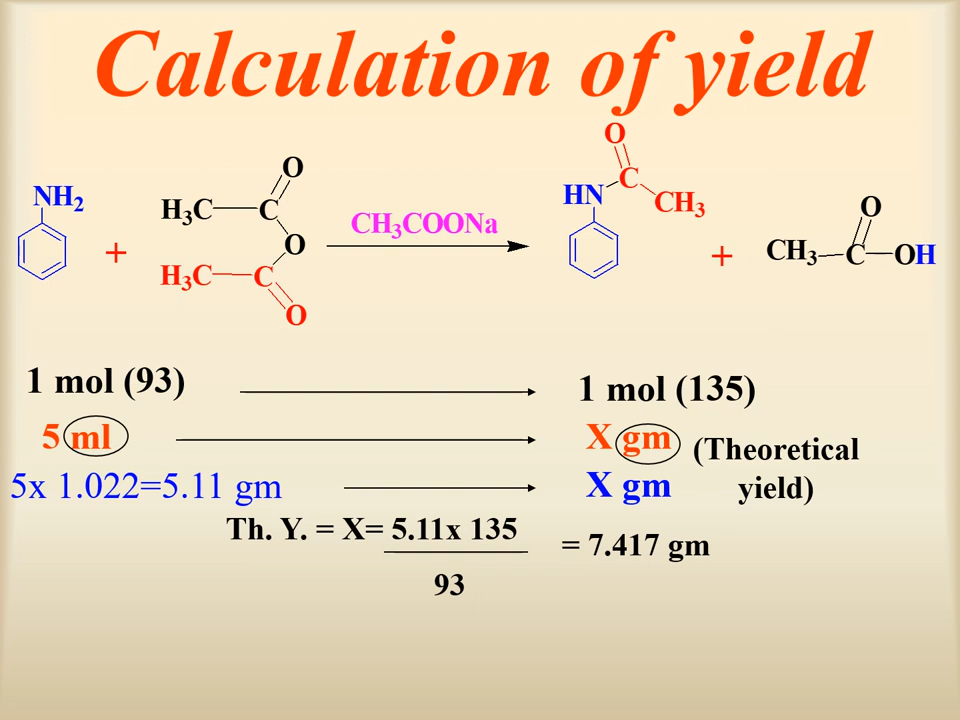 Calculation of yield
NH2
+
H3C C O
O
H3C C
O
CH3COONa
O
C
HN CH3
+
O
CH3 C OH
1 mol (93) 1 mol (135)
5 ml X gm (Theoretical
yield)
5x 1.022=5.11 gm X gm
Th. Y. = X= 5.11x 135
93
= 7.417 gm